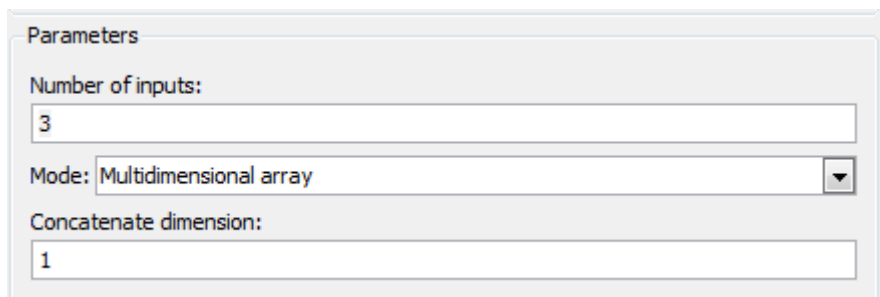 Parameters
Number of inputs:
3
Mode: Multidimensional array
Concatenate dimension:
1